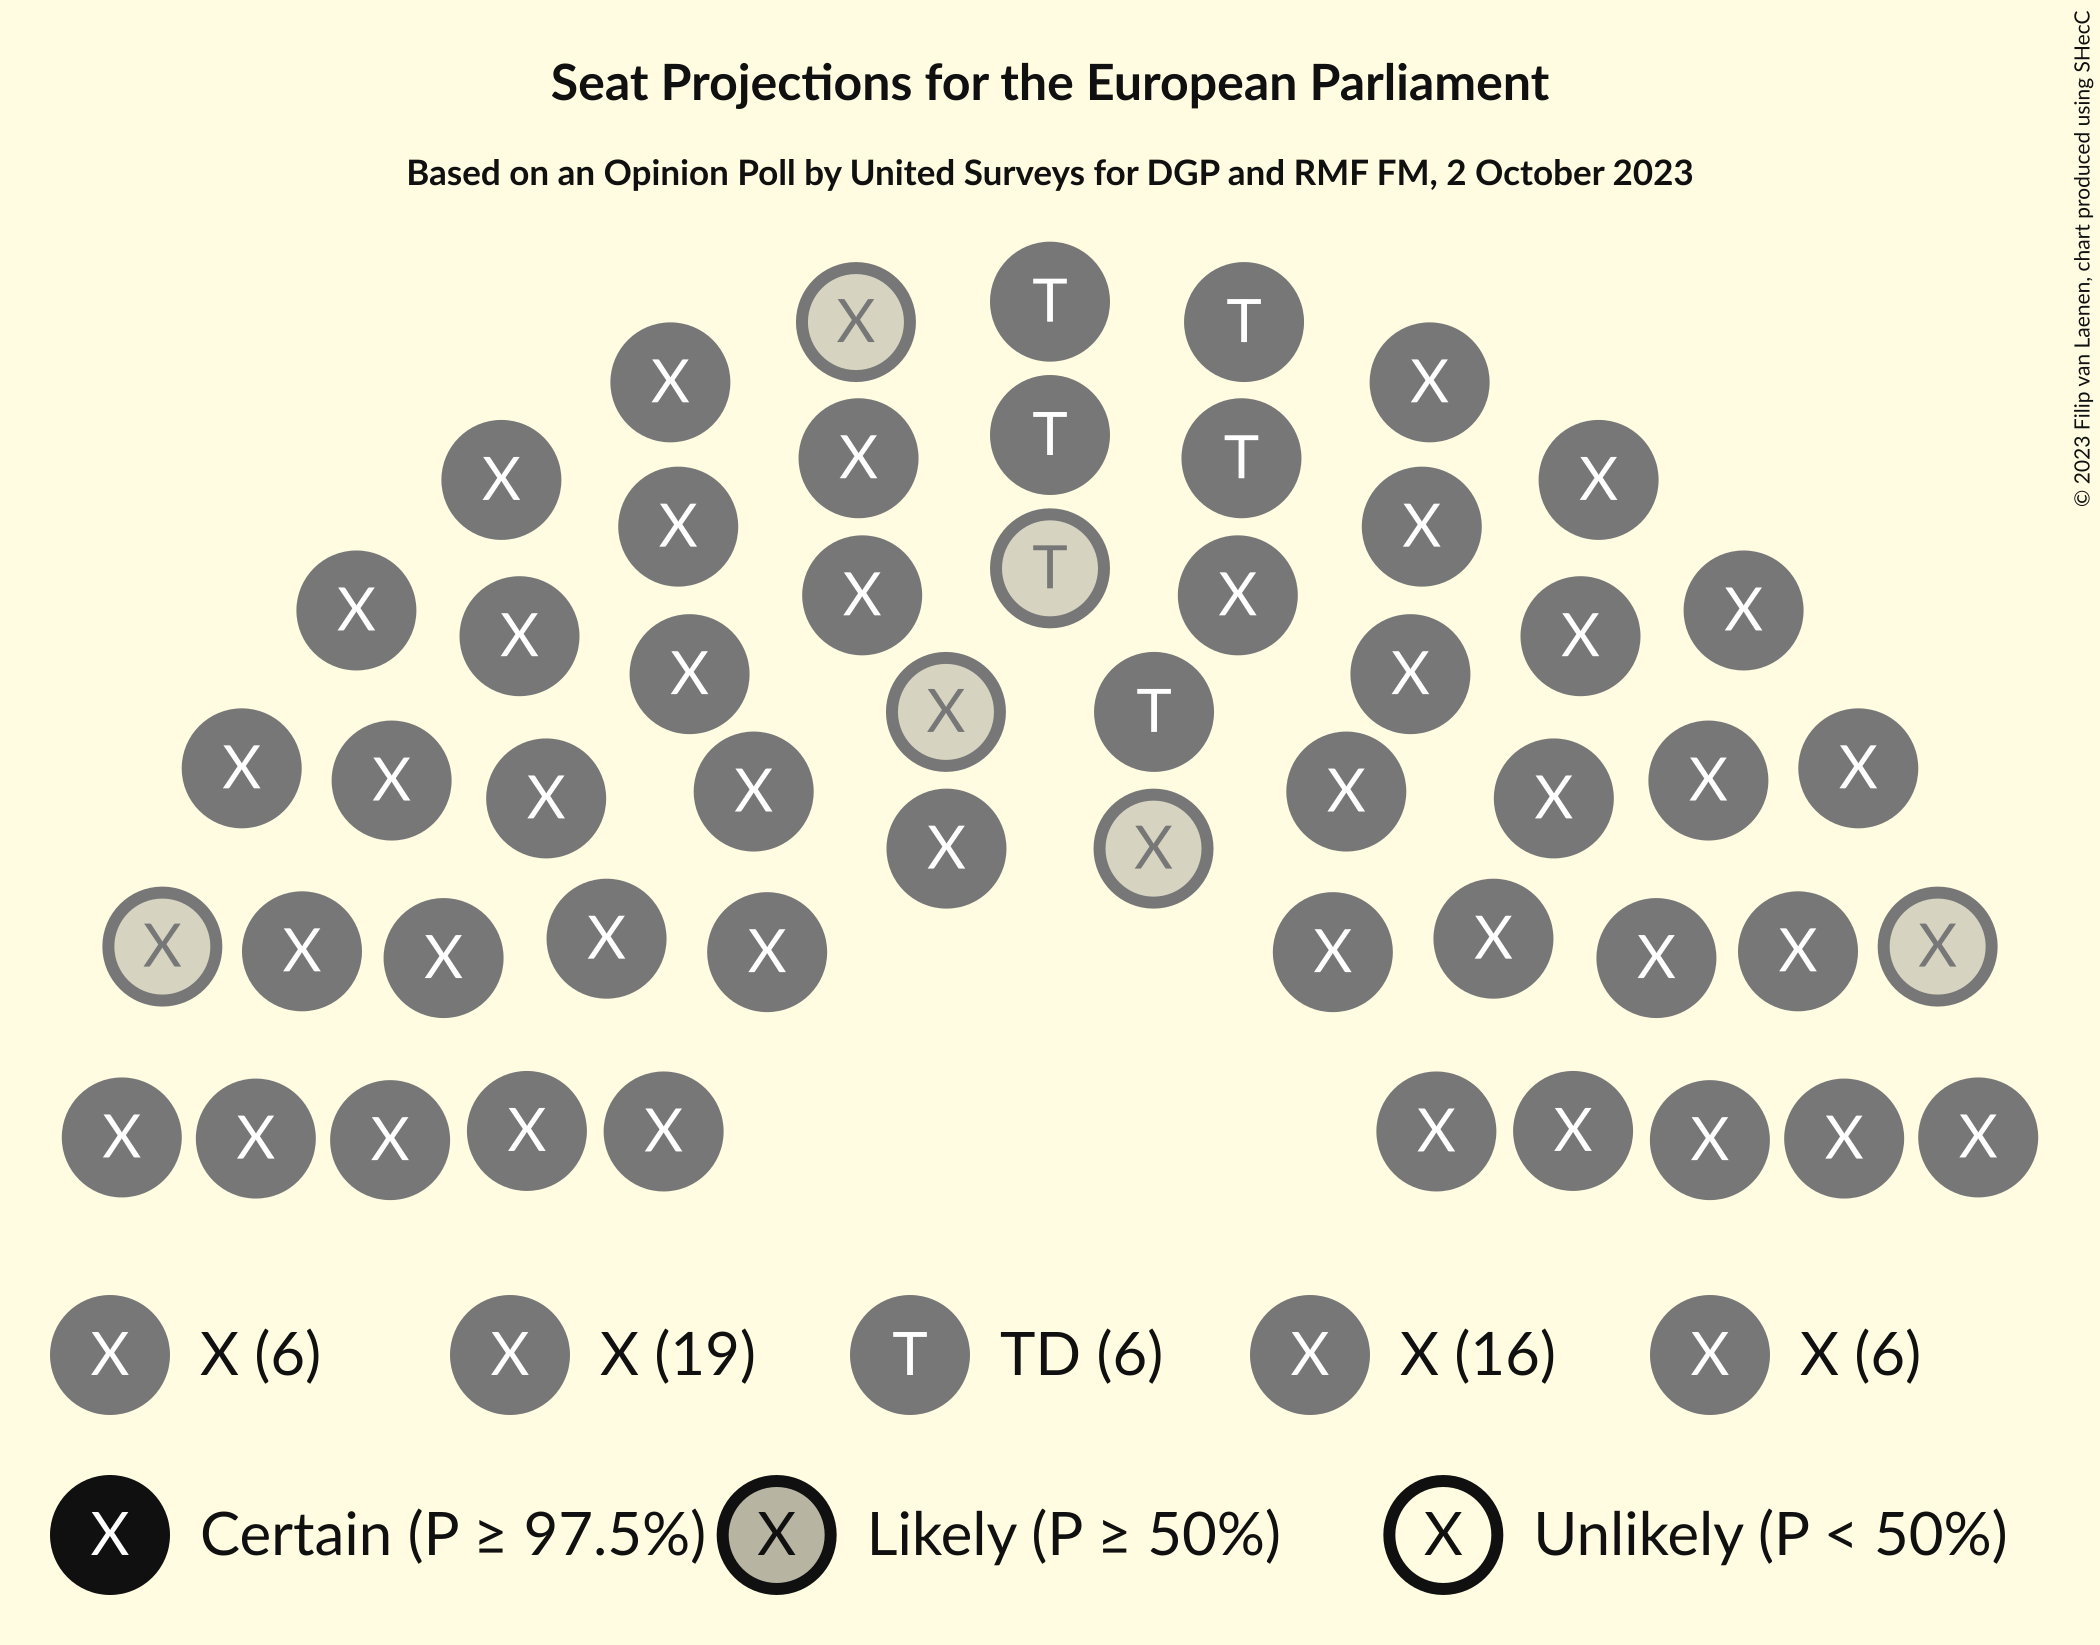 Seat Projections for the European Parliament
Based on an Opinion Poll by United Surveys for DGP and RMF FM, 2 October 2023
© 2023 Filip van Laenen, chart produced using SHecC
X T T
X X
X X T T X X
X T X
X X X X X X
X T
X X X X X X X X
X X
X X X X X X X X X X
X X X X X X X X X X
X X (6) X X (19) T TD (6) X X (16) X X (6)
X Certain (P ≥ 97.5%) X Likely (P ≥ 50%) X Unlikely (P < 50%)